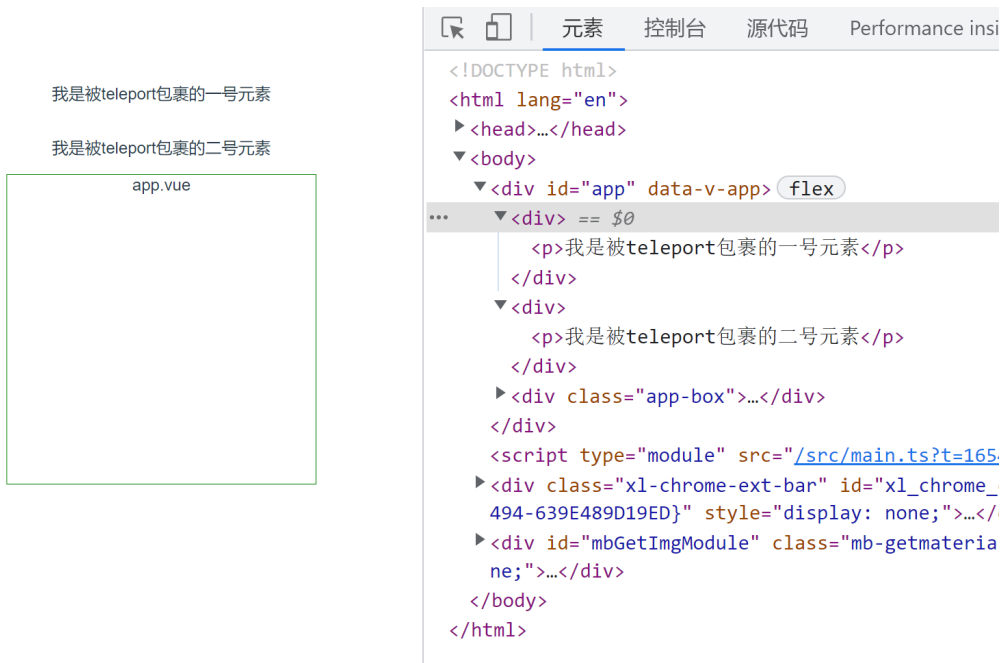 我是被teleport包裹的一号元素
我是被teleport包裹的二号元素
app.vue
元素 控制台 源代码 Performance insi
<!DOCTYPE html>
<html lang="en">
<head>…</head>
<body>
<div id="app" data-v-app> flex
••• <div> == $0
<p>我是被teleport包裹的一号元素</p>
</div>
<div>
<p>我是被teleport包裹的二号元素</p>
</div>
<div class="app-box">…</div>
</div>
<script type="module" src="/src/main.ts?t=1654
<div class="xl-chrome-ext-bar" id="xl_chrome_
494-639E489D19ED}" style="display: none;">…</
<div id="mbGetImgModule" class="mb-getmateria
ne;">…</div>
</body>
</html>